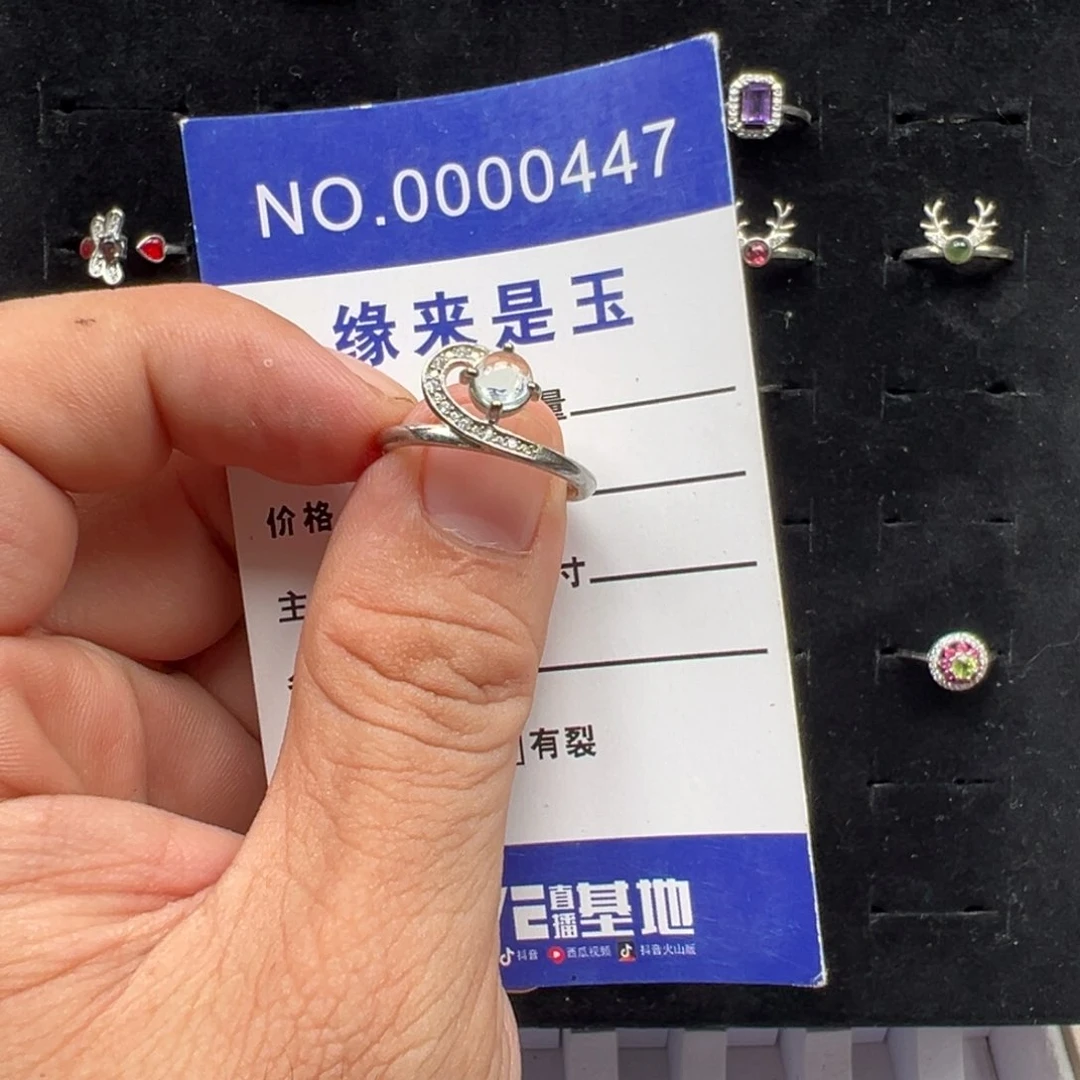 NO.0000447
缘来是玉
量
价格
主
寸
有裂
直播基地
抖音 西瓜视频 抖音火山版